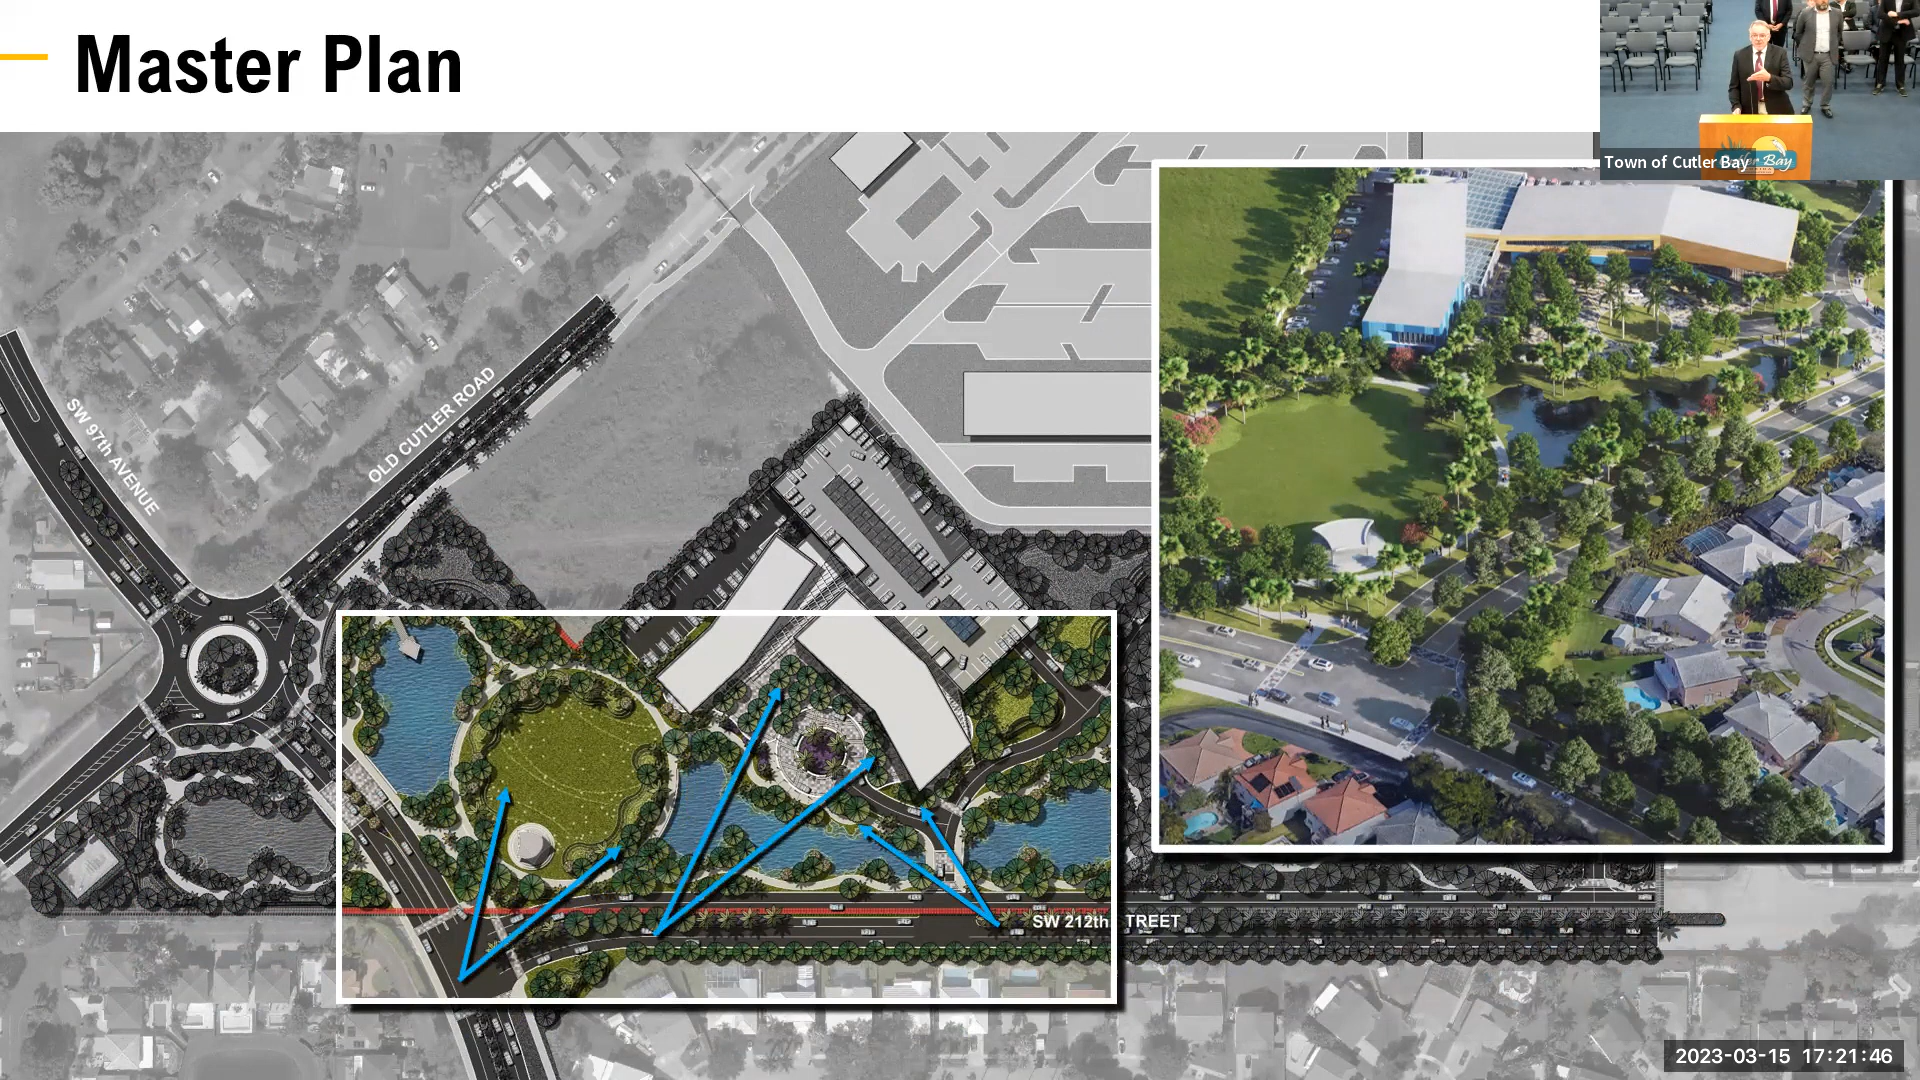 Master Plan
Town of Cutler Bay
er Bay
SW 97th AVENUE
OLD CUTLER ROAD
SW 212th
TREET
2023-03-15 17:21:46